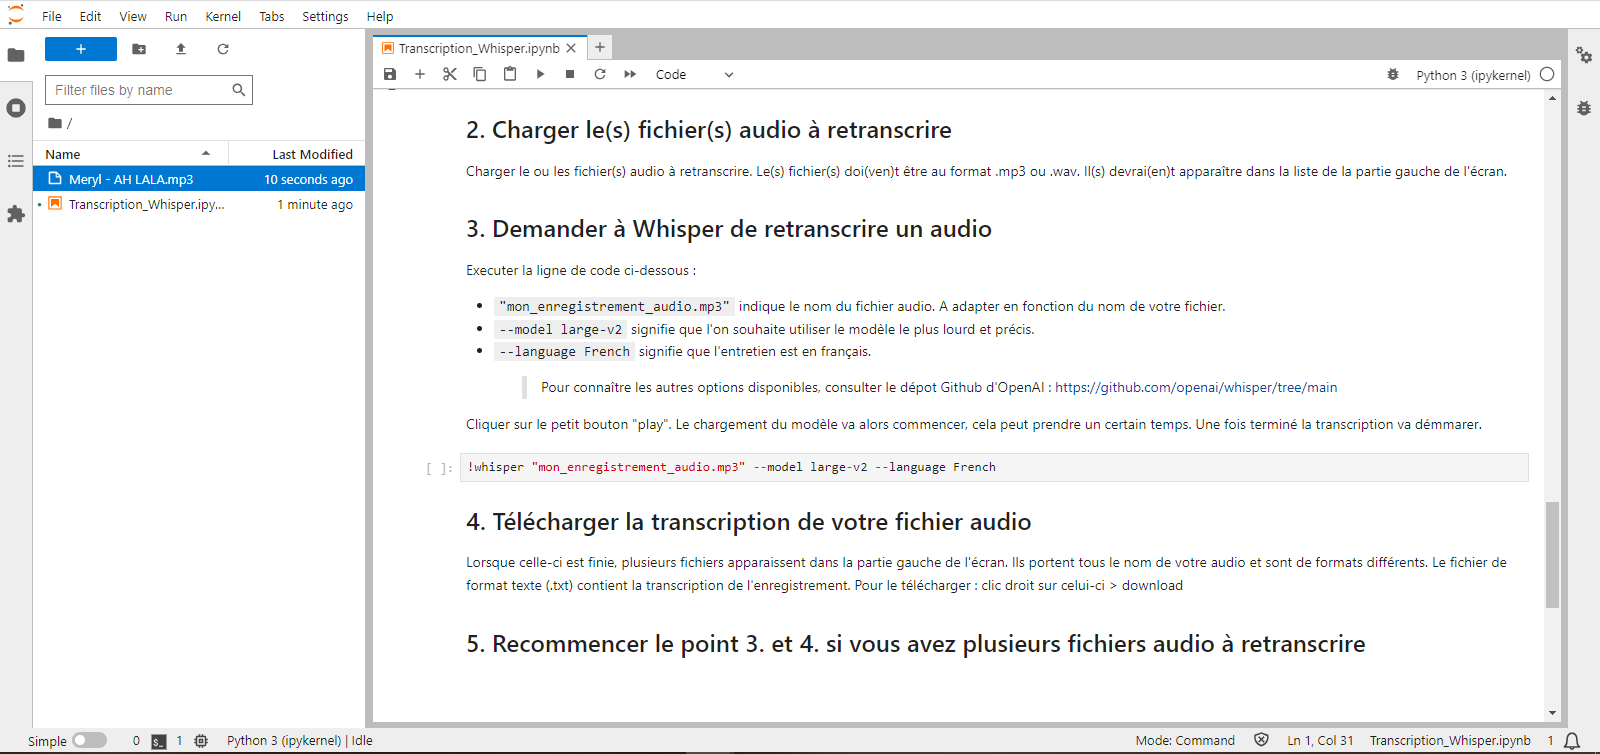 File Edit View Run Kernel Tabs Settings Help
Filter files by name
/
Name Last Modified
Meryl - AH LALA.mp3 10 seconds ago
Transcription_Whisper.ipy... 1 minute ago
Transcription_Whisper.ipynb
Code
Python 3 (ipykernel)
2. Charger le(s) fichier(s) audio à retranscrire
Charger le ou les fichier(s) audio à retranscrire. Le(s) fichier(s) doi(ven)t être au format .mp3 ou .wav. Il(s) devrai(en)t apparaître dans la liste de la partie gauche de l'écran.
3. Demander à Whisper de retranscrire un audio
Executer la ligne de code ci-dessous :
• "mon_enregistrement_audio.mp3" indique le nom du fichier audio. A adapter en fonction du nom de votre fichier.
• --model large-v2 signifie que l'on souhaite utiliser le modèle le plus lourd et précis.
• --language French signifie que l'entretien est en français.
Pour connaître les autres options disponibles, consulter le dépot Github d'OpenAI : https://github.com/openai/whisper/tree/main
Cliquer sur le petit bouton "play". Le chargement du modèle va alors commencer, cela peut prendre un certain temps. Une fois terminé la transcription va démmarer.
[ ]: !whisper "mon_enregistrement_audio.mp3" --model large-v2 --language French
4. Télécharger la transcription de votre fichier audio
Lorsque celle-ci est finie, plusieurs fichiers apparaissent dans la partie gauche de l'écran. Ils portent tous le nom de votre audio et sont de formats différents. Le fichier de
format texte (.txt) contient la transcription de l'enregistrement. Pour le télécharger : clic droit sur celui-ci > download
5. Recommencer le point 3. et 4. si vous avez plusieurs fichiers audio à retranscrire
Simple 0 $_ 1 Python 3 (ipykernel) | Idle Mode: Command Ln 1, Col 31 Transcription_Whisper.ipynb 1